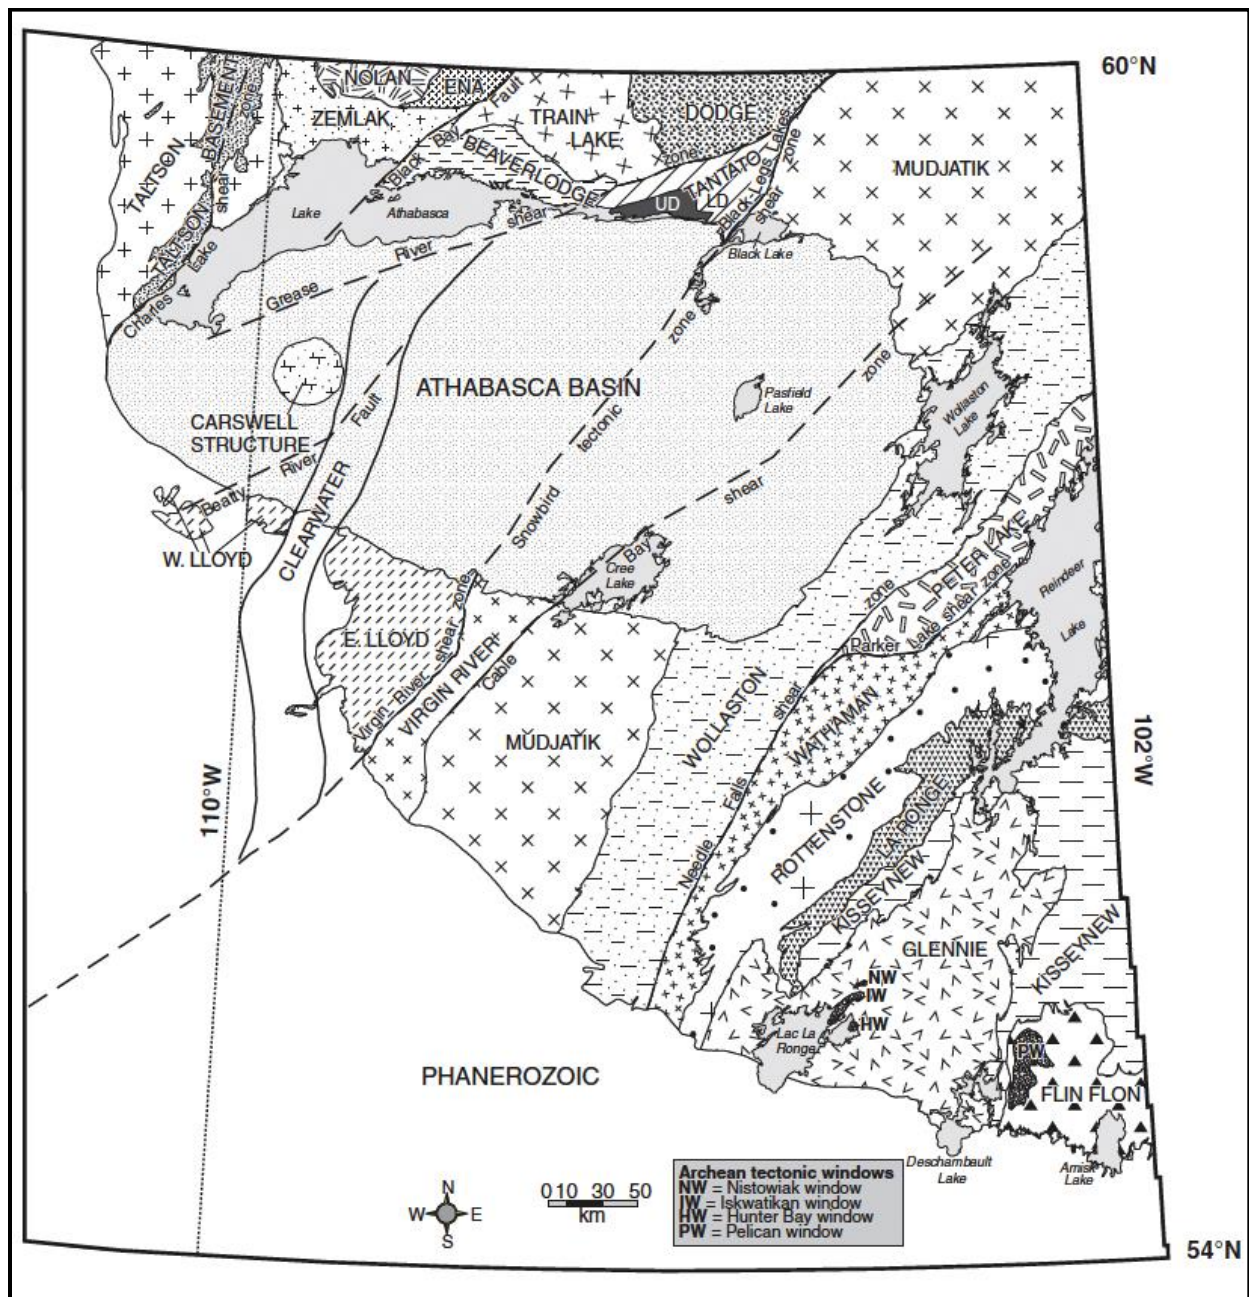 60°N
NOLAN
ENA
ZEMLAK
TRAIN
LAKE
DODGE
MUDJATIK
TALTSON
TALTSON BASEMENT
shear zone
Charles Lake
Black Bay Fault
BEAVERLODGE
zone
TANTATO
UD
LD
Black-Legs Lakes
shear zone
Lake Athabasca
Black Lake
Grease River shear
ATHABASCA BASIN
CARSWELL
STRUCTURE
Pasfield
Lake
Wollaston
Lake
Beatty River Fault
W. LLOYD
CLEARWATER
Snowbird tectonic zone
Cable Bay shear zone
Cree
Lake
E. LLOYD
Virgin River shear zone
VIRGIN RIVER
MUDJATIK
WOLLASTON
Needle Falls shear zone
PETER LAKE
Parker Lake shear zone
Reindeer
Lake
WATHAMAN
ROTTENSTONE
LA RONGE
KISSEYNEW
GLENNIE
KISSEYNEW
110°W
102°W
NW
IW
HW
Lac La
Ronge
PW
FLIN FLON
PHANEROZOIC
Deschambault
Lake
Amisk
Lake
N
W E
S
0 10 30 50
km
Archean tectonic windows
NW = Nistowiak window
IW = Iskwatikan window
HW = Hunter Bay window
PW = Pelican window
54°N